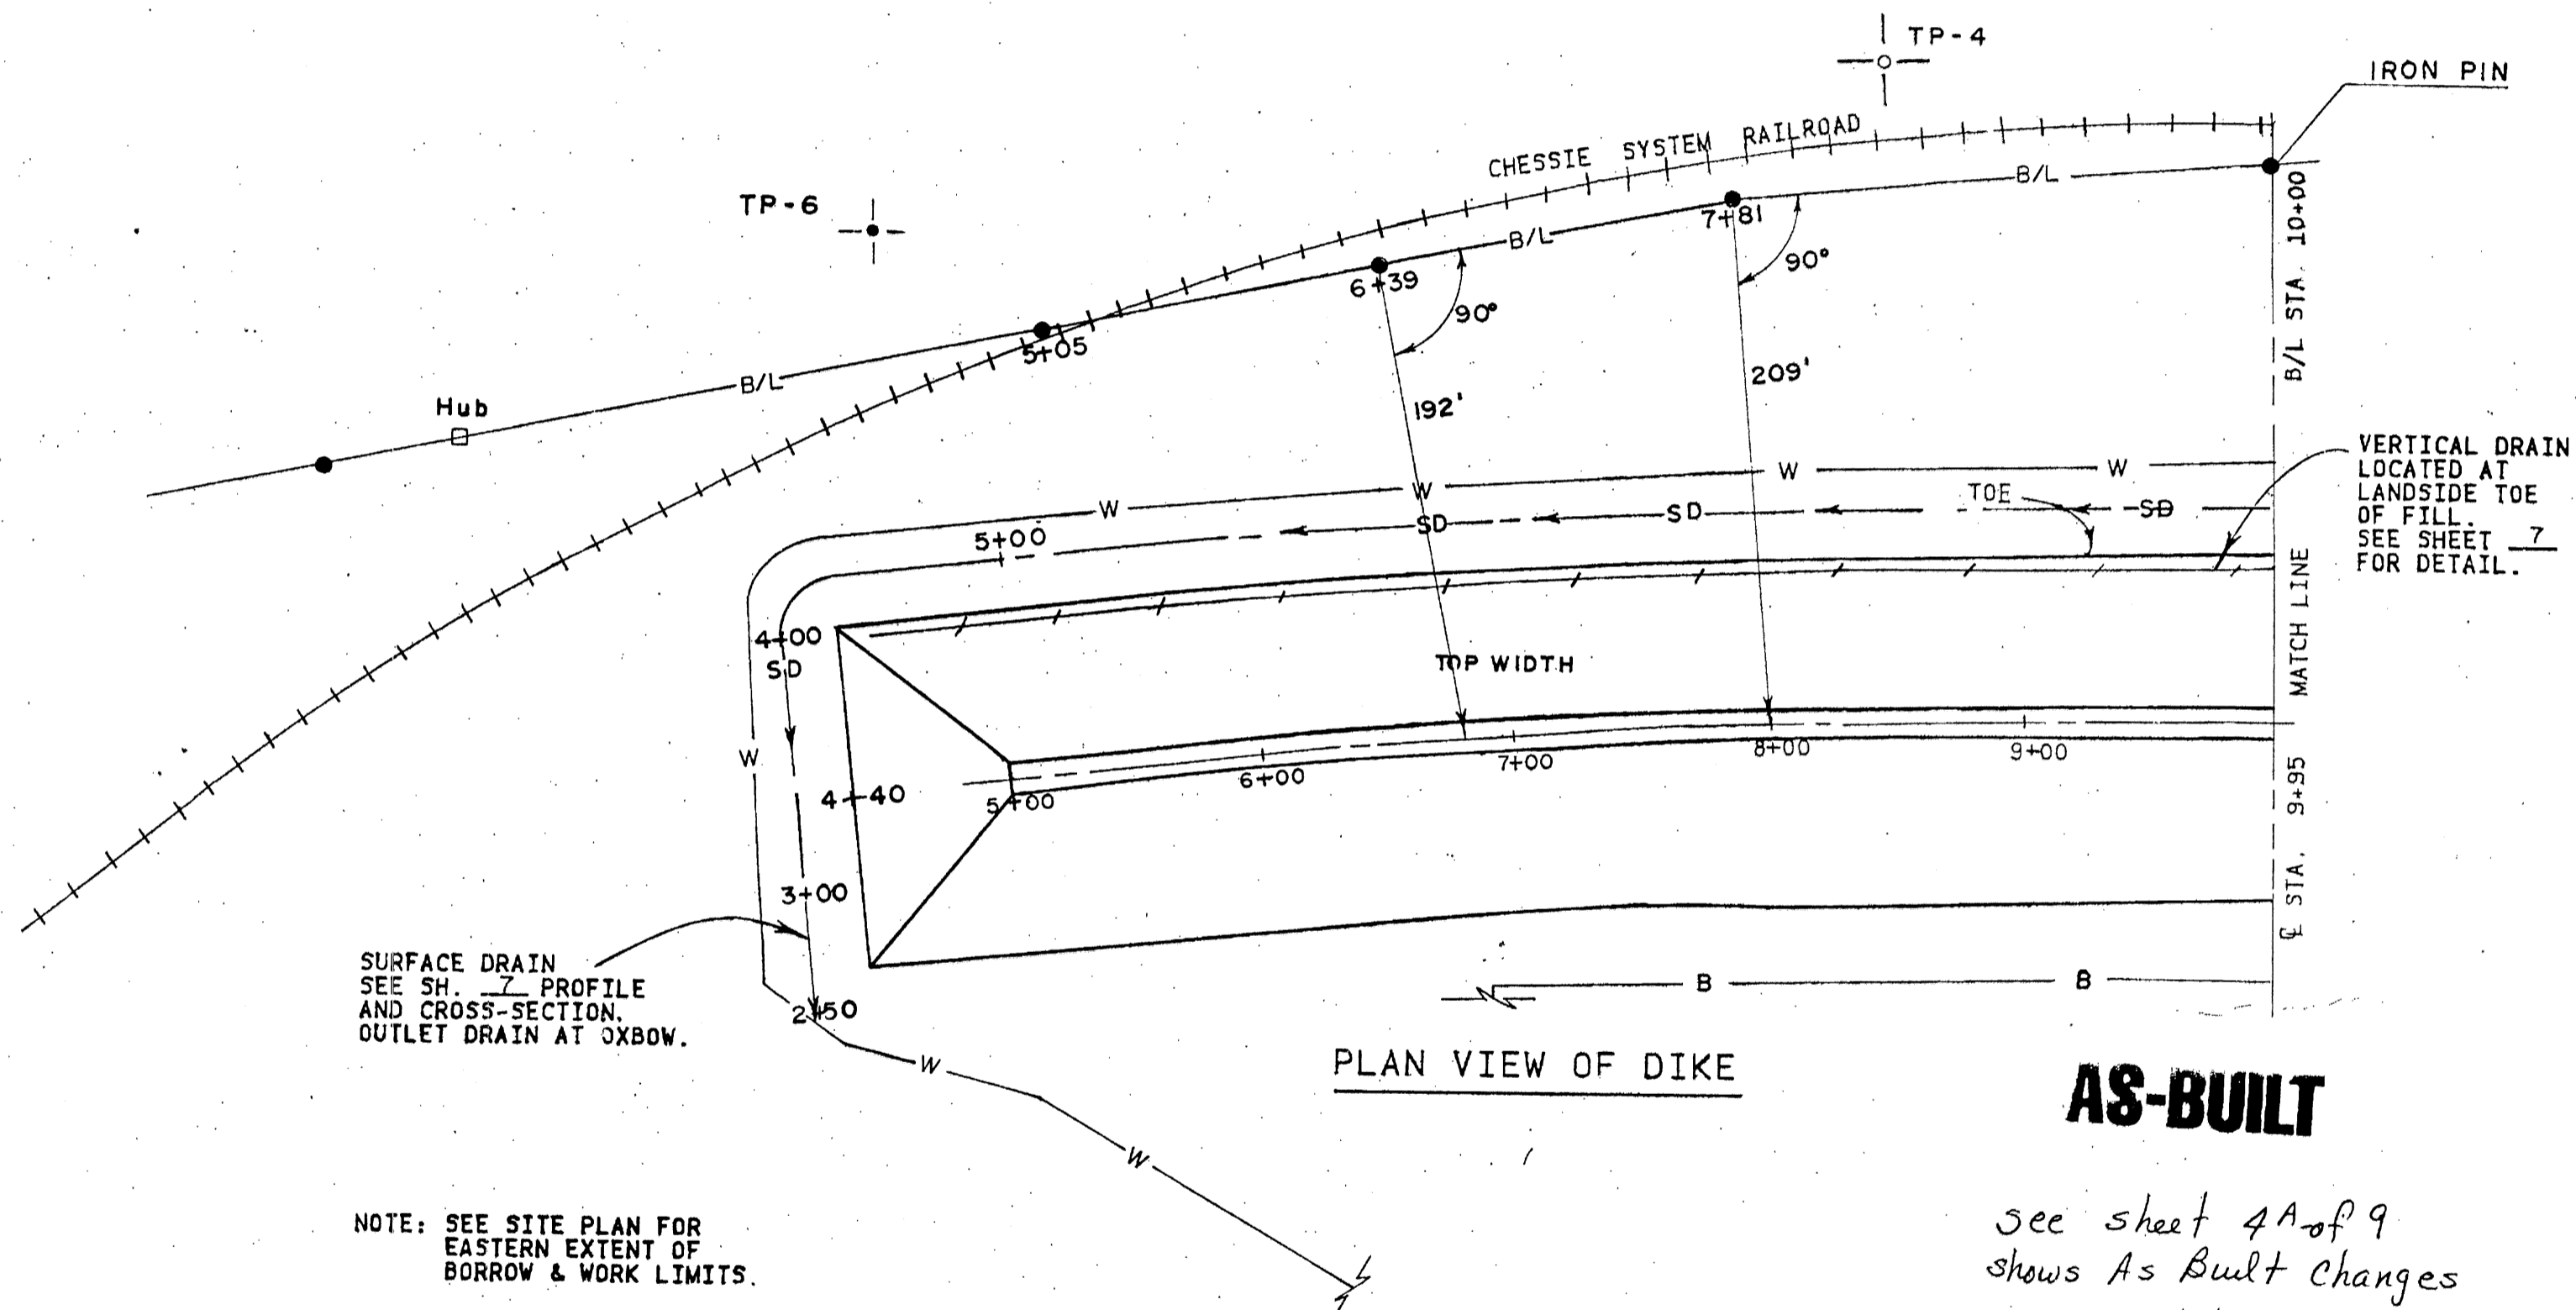 TP-4
IRON PIN
CHESSIE SYSTEM RAILROAD
TP-6
B/L
7+81
B/L
B/L STA. 10+00
6+39
90°
90°
5+05
B/L
Hub
192'
209'
VERTICAL DRAIN
LOCATED AT
LANDSIDE TOE
OF FILL.
SEE SHEET 7
FOR DETAIL.
W
W
W
W
TOE
SD
SD
SD
5+00
MATCH LINE
4+00
SD
TOP WIDTH
W
4+40
5+00
6+00
7+00
8+00
9+00
℄ STA. 9+95
3+00
SURFACE DRAIN
SEE SH. 7 PROFILE
AND CROSS-SECTION.
OUTLET DRAIN AT OXBOW.
2+50
B
B
W
PLAN VIEW OF DIKE
AS-BUILT
W
NOTE: SEE SITE PLAN FOR
EASTERN EXTENT OF
BORROW & WORK LIMITS.
see sheet 4A of 9
shows As Built Changes